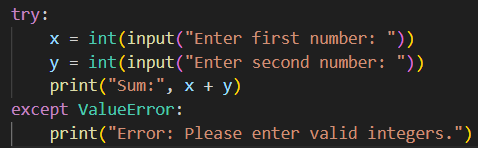 try:
    x = int(input("Enter first number: "))
    y = int(input("Enter second number: "))
    print("Sum:", x + y)
except ValueError:
    print("Error: Please enter valid integers.")